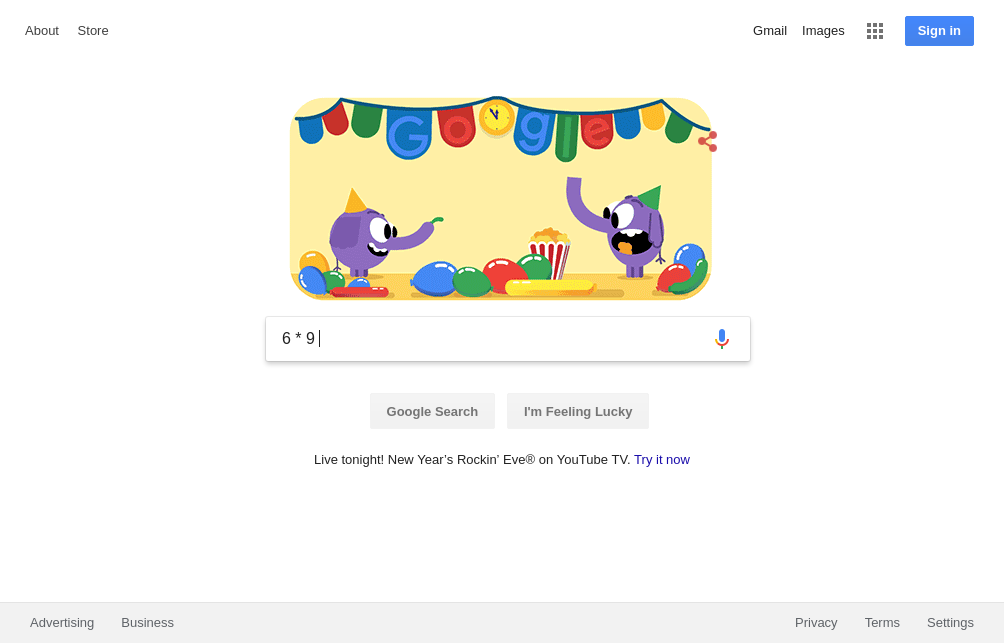 About Store
Gmail Images Sign in
Google
6 * 9
Google Search I'm Feeling Lucky
Live tonight! New Year’s Rockin’ Eve® on YouTube TV. Try it now
Advertising Business
Privacy Terms Settings